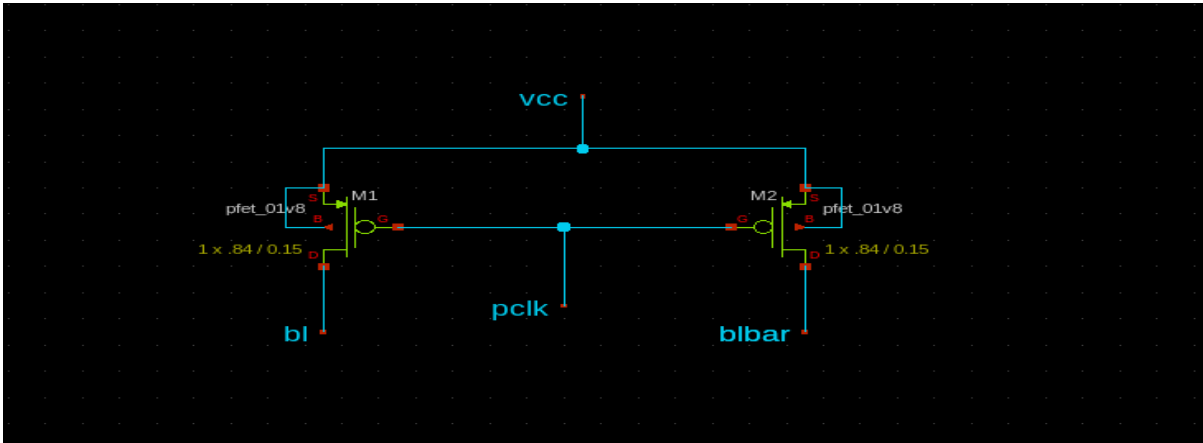 vcc
M1
M2
S
S
pfet_01v8
pfet_01v8
B
G
G
B
1 x .84 / 0.15
1 x .84 / 0.15
D
D
pclk
bl
blbar